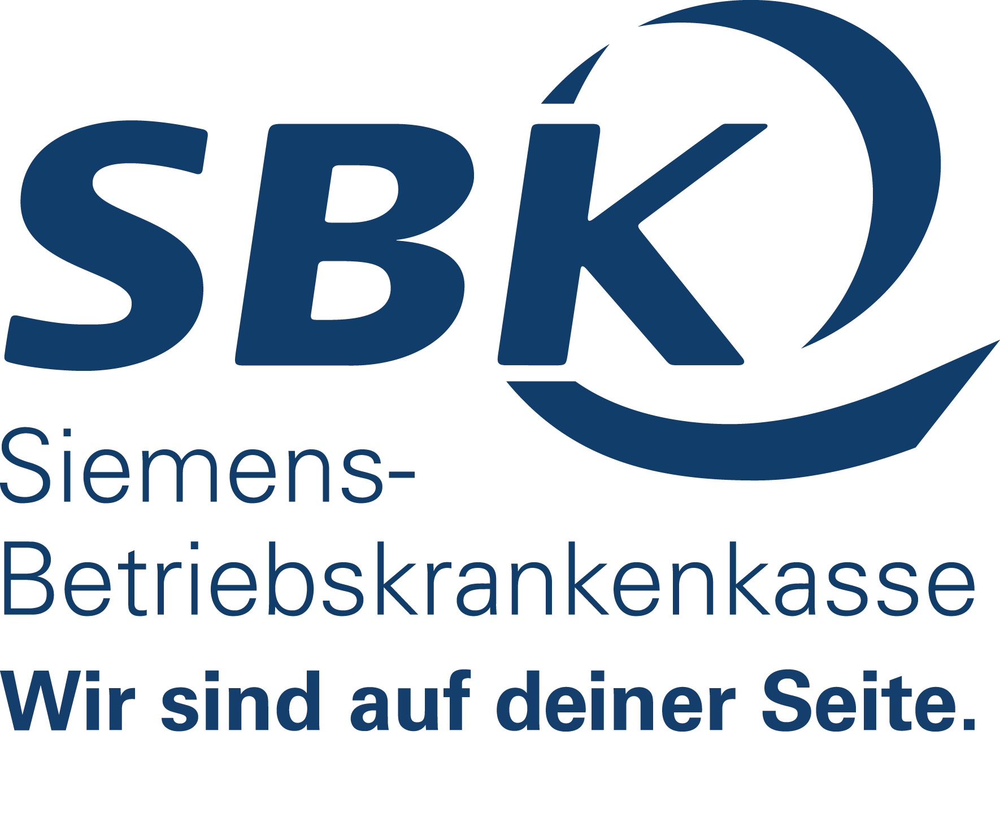 SBK
Siemens-
Betriebskrankenkasse
Wir sind auf deiner Seite.